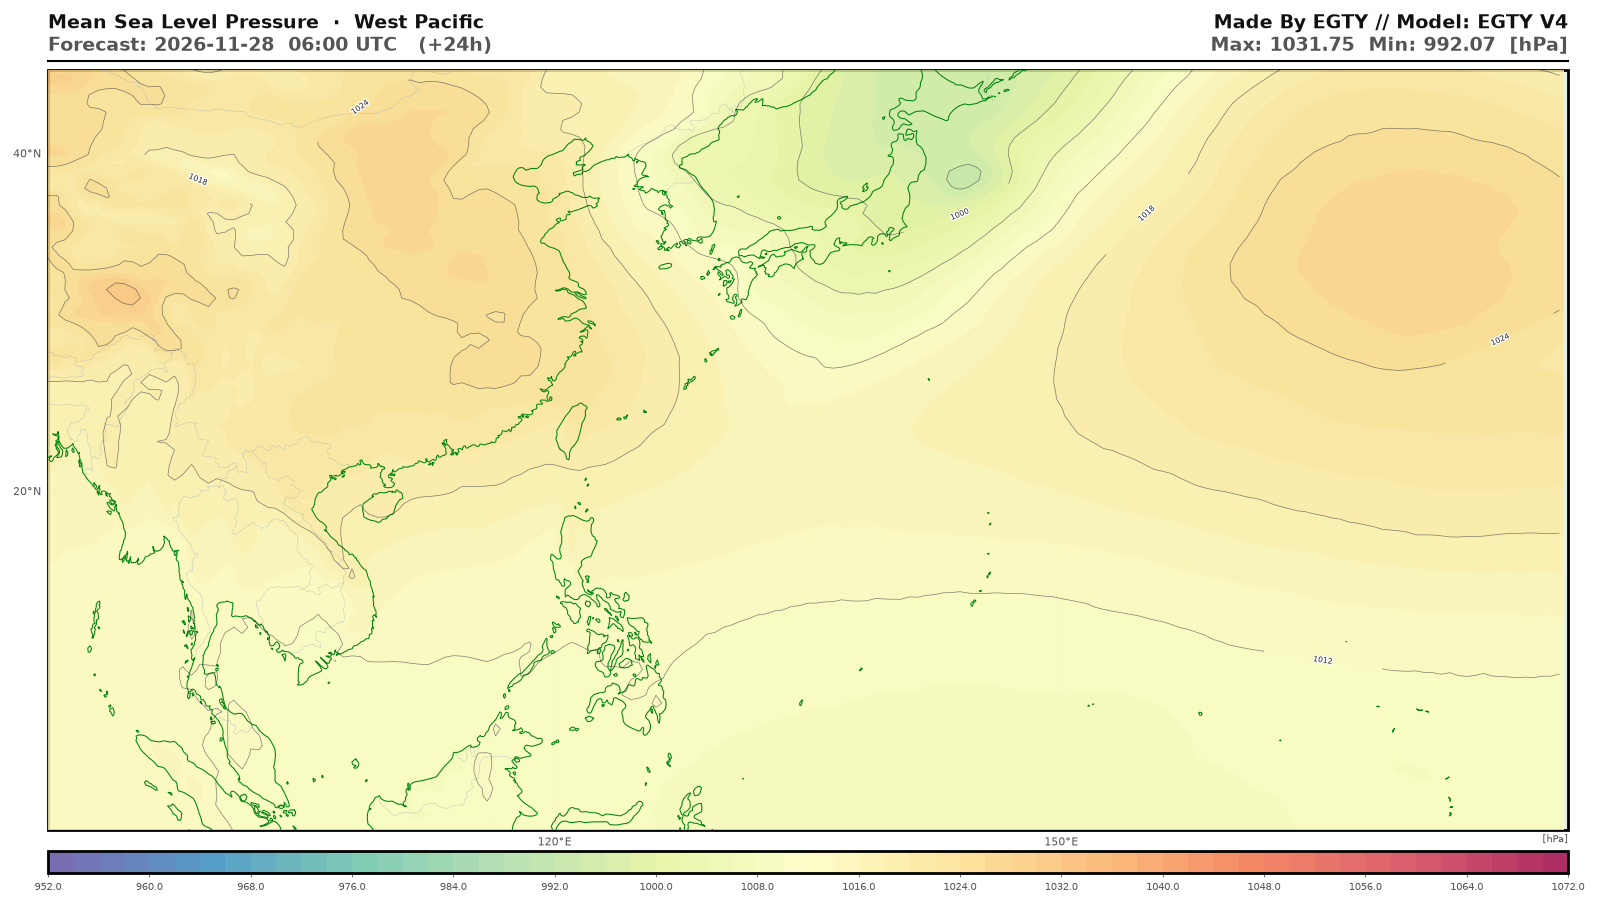 Mean Sea Level Pressure · West Pacific
Made By EGTY // Model: EGTY V4
Forecast: 2026-11-28 06:00 UTC (+24h)
Max: 1031.75 Min: 992.07 [hPa]
1024
40°N
1018
1000
1018
1024
20°N
1012
120°E
150°E
[hPa]
952.0 960.0 968.0 976.0 984.0 992.0 1000.0 1008.0 1016.0 1024.0 1032.0 1040.0 1048.0 1056.0 1064.0 1072.0